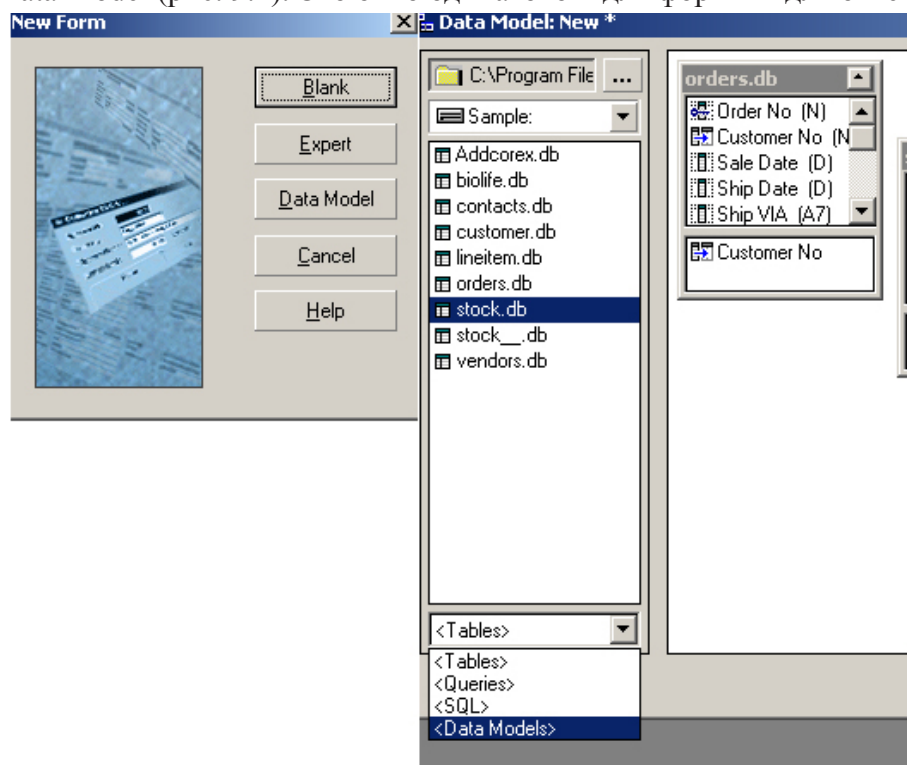 New Form
Blank
Expert
Data Model
Cancel
Help
Data Model: New *
C:\Program File
...
Sample:
Addcorex.db
biolife.db
contacts.db
customer.db
lineitem.db
orders.db
stock.db
stock__.db
vendors.db
<Tables>
<Tables>
<Queries>
<SQL>
<Data Models>
orders.db
Order No (N)
Customer No (N
Sale Date (D)
Ship Date (D)
Ship VIA (A7)
Customer No